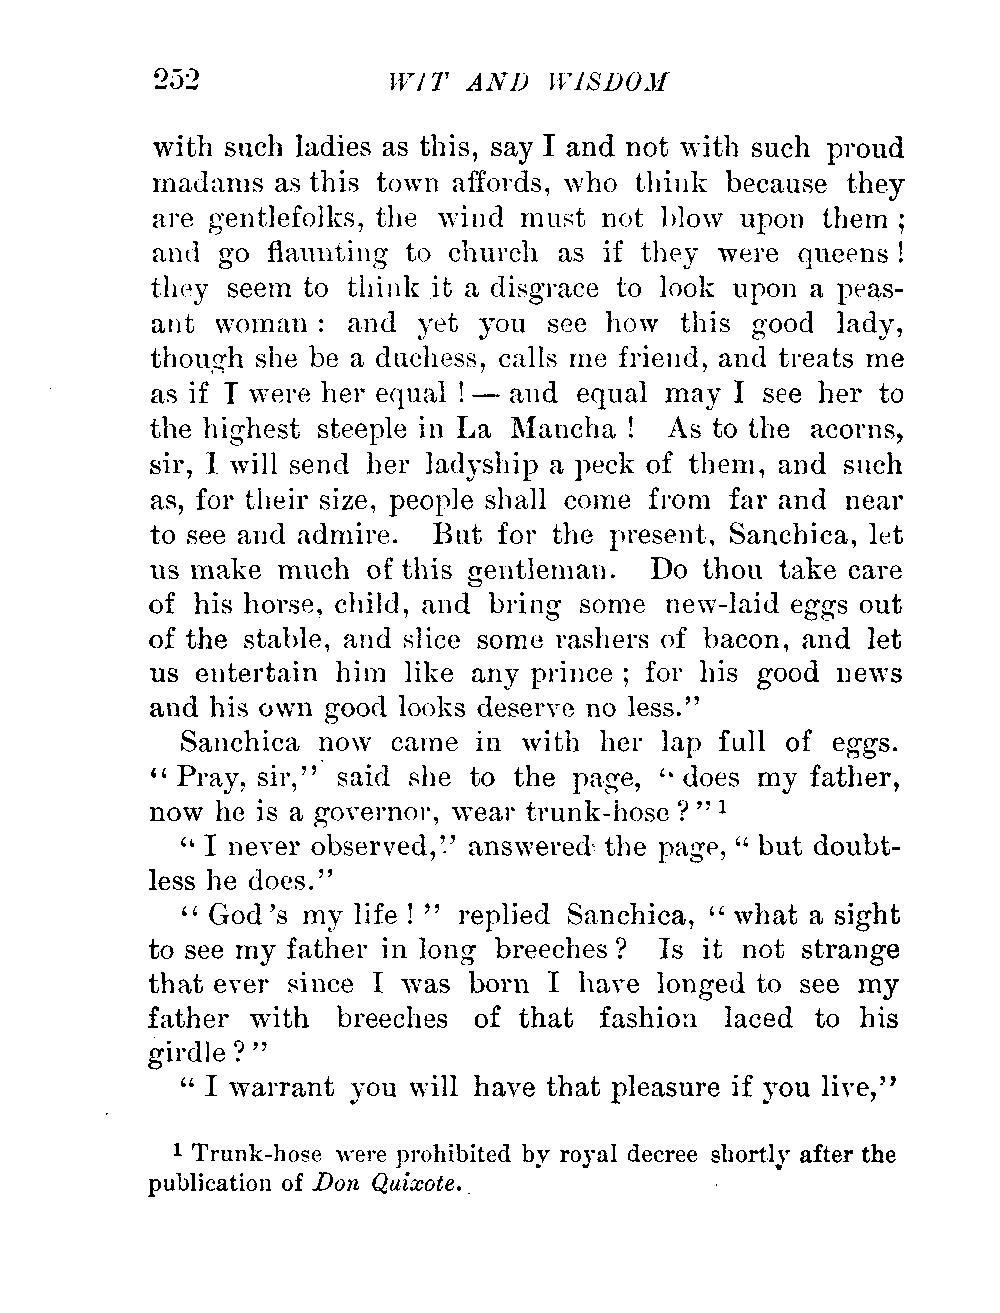 252 WIT AND WISDOM
with such ladies as this, say I and not with such proud
madams as this town affords, who think because they
are gentlefolks, the wind must not blow upon them ;
and go flaunting to church as if they were queens !
they seem to think it a disgrace to look upon a peas-
ant woman : and yet you see how this good lady,
though she be a duchess, calls me friend, and treats me
as if I were her equal ! — and equal may I see her to
the highest steeple in La Mancha ! As to the acorns,
sir, I will send her ladyship a peck of them, and such
as, for their size, people shall come from far and near
to see and admire. But for the present, Sanchica, let
us make much of this gentleman. Do thou take care
of his horse, child, and bring some new-laid eggs out
of the stable, and slice some rashers of bacon, and let
us entertain him like any prince ; for his good news
and his own good looks deserve no less."
Sanchica now came in with her lap full of eggs.
" Pray, sir," said she to the page, " does my father,
now he is a governor, wear trunk-hose ? " 1
" I never observed," answered the page, " but doubt-
less he does."
" God 's my life ! " replied Sanchica, " what a sight
to see my father in long breeches ? Is it not strange
that ever since I was born I have longed to see my
father with breeches of that fashion laced to his
girdle ? "
" I warrant you will have that pleasure if you live,"
1 Trunk-hose were prohibited by royal decree shortly after the
publication of Don Quixote.